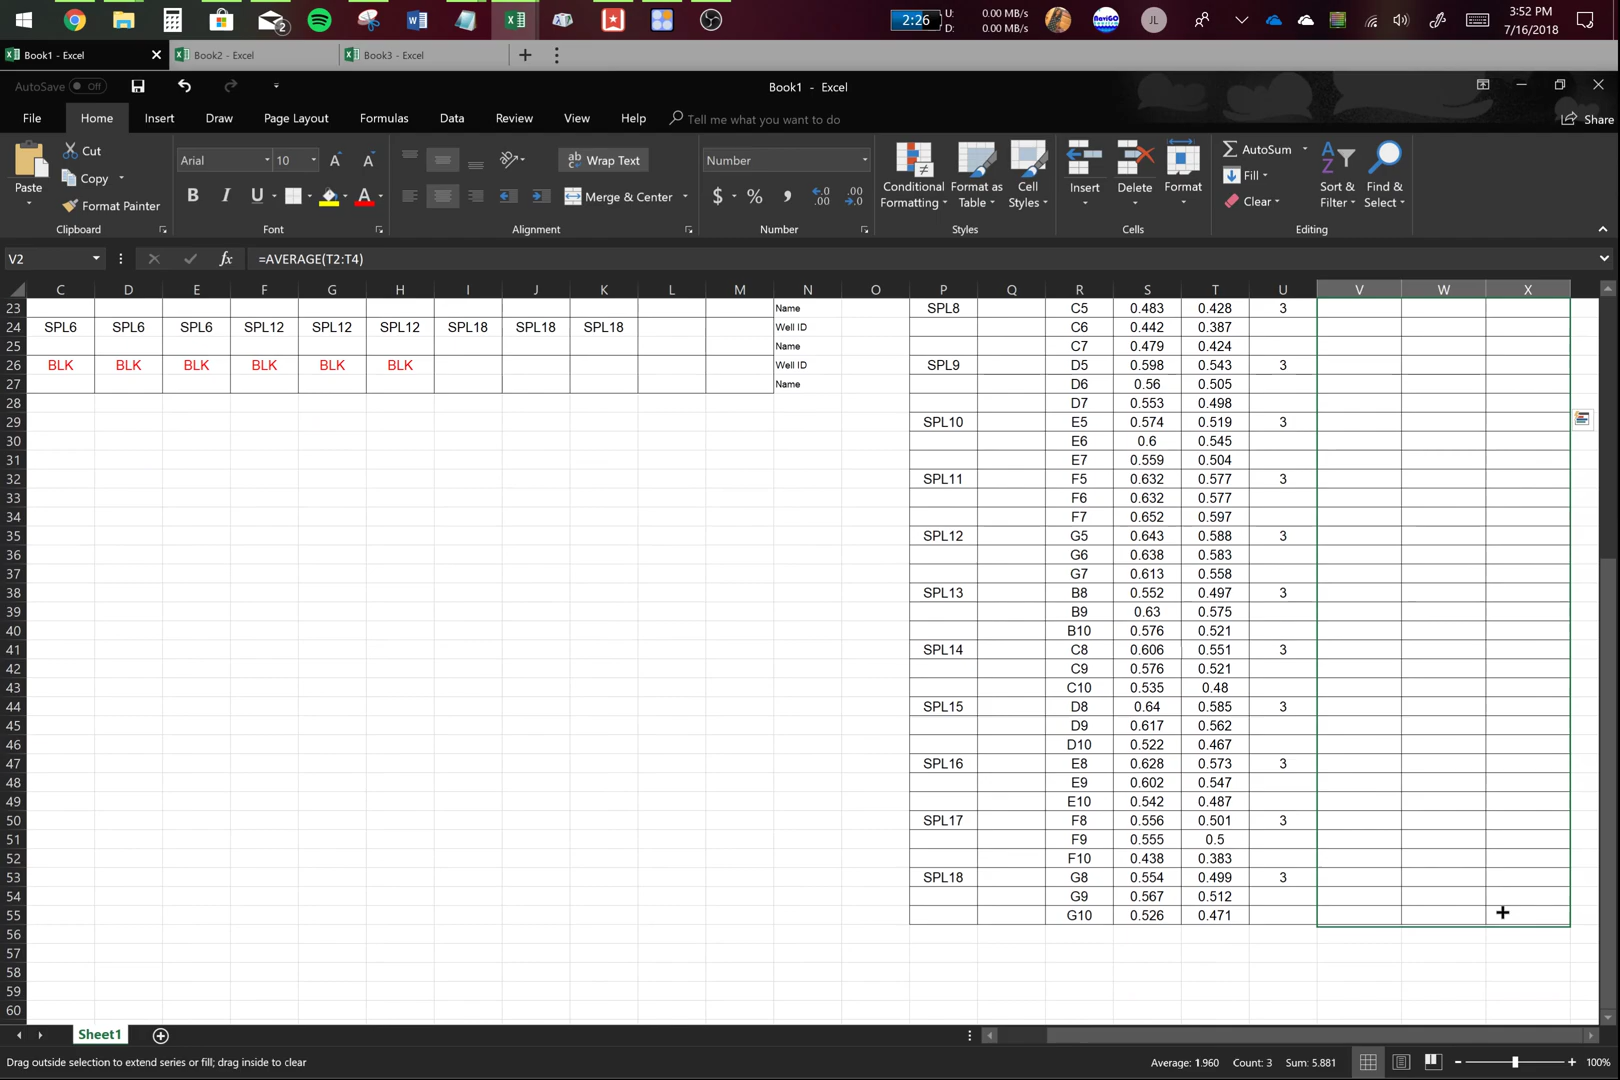 2
2:26
U: 0.00 MB/s
D: 0.00 MB/s
NaviGO
JL
3:52 PM
7/16/2018
Book1 - Excel
Book2 - Excel
Book3 - Excel
AutoSave Off
Book1 - Excel
File Home Insert Draw Page Layout Formulas Data Review View Help Tell me what you want to do Share
Paste
Cut
Copy
Format Painter
Clipboard
Arial 10
B I U
Font
ab Wrap Text
Merge & Center
Alignment
Number
$ % ,
Number
Conditional Formatting
Format as Table
Cell Styles
Styles
Insert Delete Format
Cells
AutoSum
Fill
Clear
Sort & Filter
Find & Select
Editing
V2 fx =AVERAGE(T2:T4)
C D E F G H I J K L M N O P Q R S T U V W X
23 Name SPL8 C5 0.483 0.428 3
24 SPL6 SPL6 SPL6 SPL12 SPL12 SPL12 SPL18 SPL18 SPL18 Well ID C6 0.442 0.387
25 Name C7 0.479 0.424
26 BLK BLK BLK BLK BLK BLK Well ID SPL9 D5 0.598 0.543 3
27 Name D6 0.56 0.505
28 D7 0.553 0.498
29 SPL10 E5 0.574 0.519 3
30 E6 0.6 0.545
31 E7 0.559 0.504
32 SPL11 F5 0.632 0.577 3
33 F6 0.632 0.577
34 F7 0.652 0.597
35 SPL12 G5 0.643 0.588 3
36 G6 0.638 0.583
37 G7 0.613 0.558
38 SPL13 B8 0.552 0.497 3
39 B9 0.63 0.575
40 B10 0.576 0.521
41 SPL14 C8 0.606 0.551 3
42 C9 0.576 0.521
43 C10 0.535 0.48
44 SPL15 D8 0.64 0.585 3
45 D9 0.617 0.562
46 D10 0.522 0.467
47 SPL16 E8 0.628 0.573 3
48 E9 0.602 0.547
49 E10 0.542 0.487
50 SPL17 F8 0.556 0.501 3
51 F9 0.555 0.5
52 F10 0.438 0.383
53 SPL18 G8 0.554 0.499 3
54 G9 0.567 0.512
55 G10 0.526 0.471
56
57
58
59
60
Sheet1
Drag outside selection to extend series or fill; drag inside to clear
Average: 1.960 Count: 3 Sum: 5.881 100%